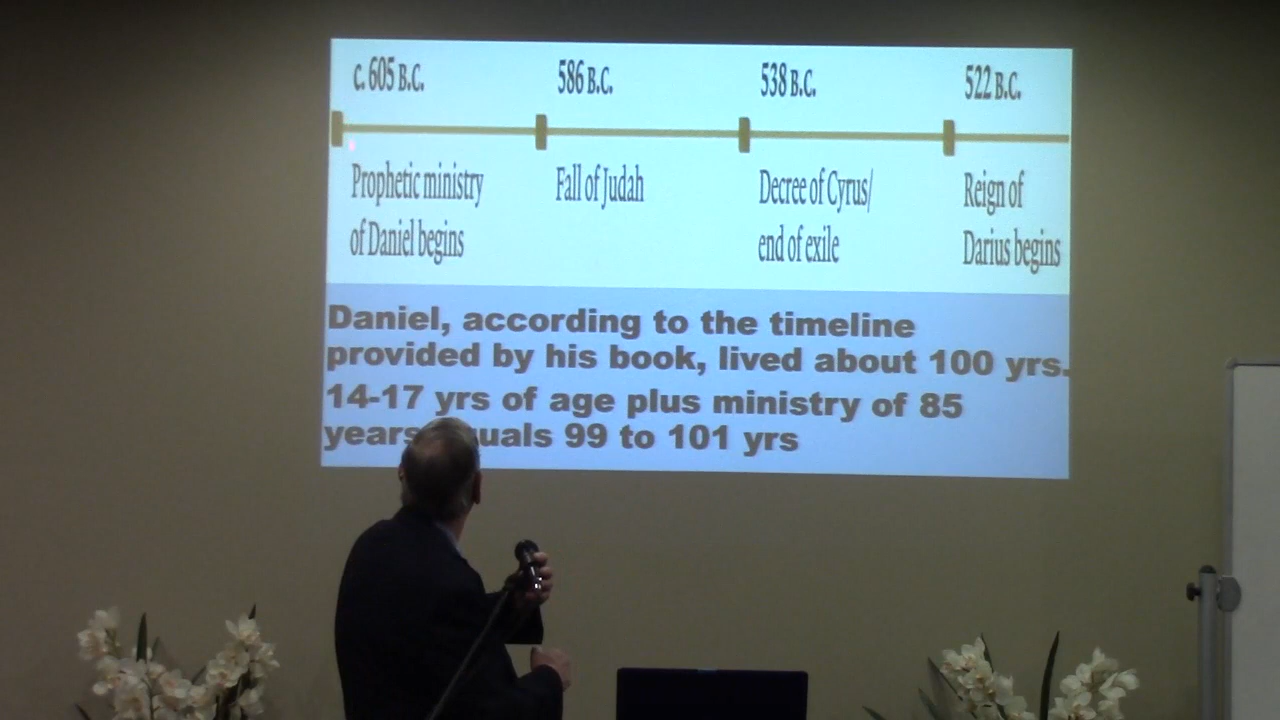 c. 605 B.C. 586 B.C. 538 B.C. 522 B.C.
Prophetic ministry Fall of Judah Decree of Cyrus/ Reign of
of Daniel begins end of exile Darius begins
Daniel, according to the timeline
provided by his book, lived about 100 yrs.
14-17 yrs of age plus ministry of 85
years 99 to 101 yrs